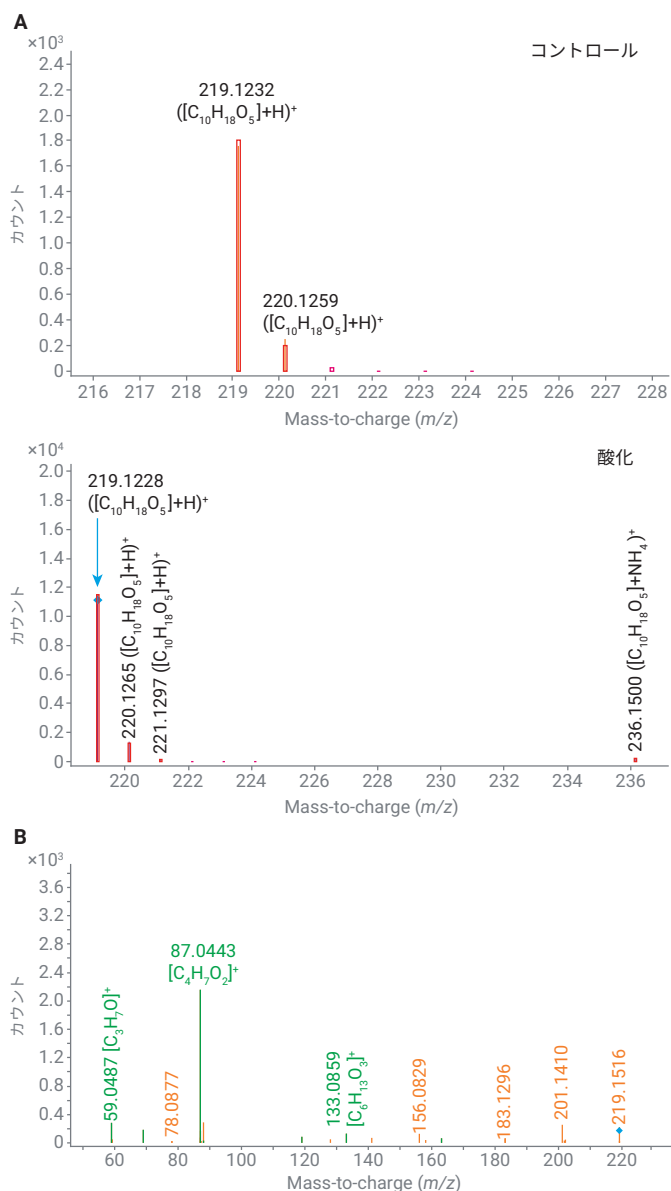 A
×10³
コントロール
2.4
2.2
2.0
1.8
1.6
1.4
1.2
1.0
0.8
0.6
0.4
0.2
0
カウント
219.1232
([C₁₀H₁₈O₅]+H)⁺
220.1259
([C₁₀H₁₈O₅]+H)⁺
216 217 218 219 220 221 222 223 224 225 226 227 228
Mass-to-charge (m/z)
×10⁴
酸化
2.0
1.8
1.6
1.4
1.2
1.0
0.8
0.6
0.4
0.2
0
カウント
219.1228
([C₁₀H₁₈O₅]+H)⁺
220.1265 ([C₁₀H₁₈O₅]+H)⁺
221.1297 ([C₁₀H₁₈O₅]+H)⁺
236.1500 ([C₁₀H₁₈O₅]+NH₄)⁺
220 222 224 226 228 230 232 234 236
Mass-to-charge (m/z)
B
×10³
3.6
3.2
2.8
2.4
2.0
1.6
1.2
0.8
0.4
0
カウント
59.0487 [C₃H₇O]⁺
78.0877
87.0443
[C₄H₇O₂]⁺
133.0859
[C₆H₁₃O₃]⁺
156.0829
183.1296
201.1410
219.1516
60 80 100 120 140 160 180 200 220
Mass-to-charge (m/z)